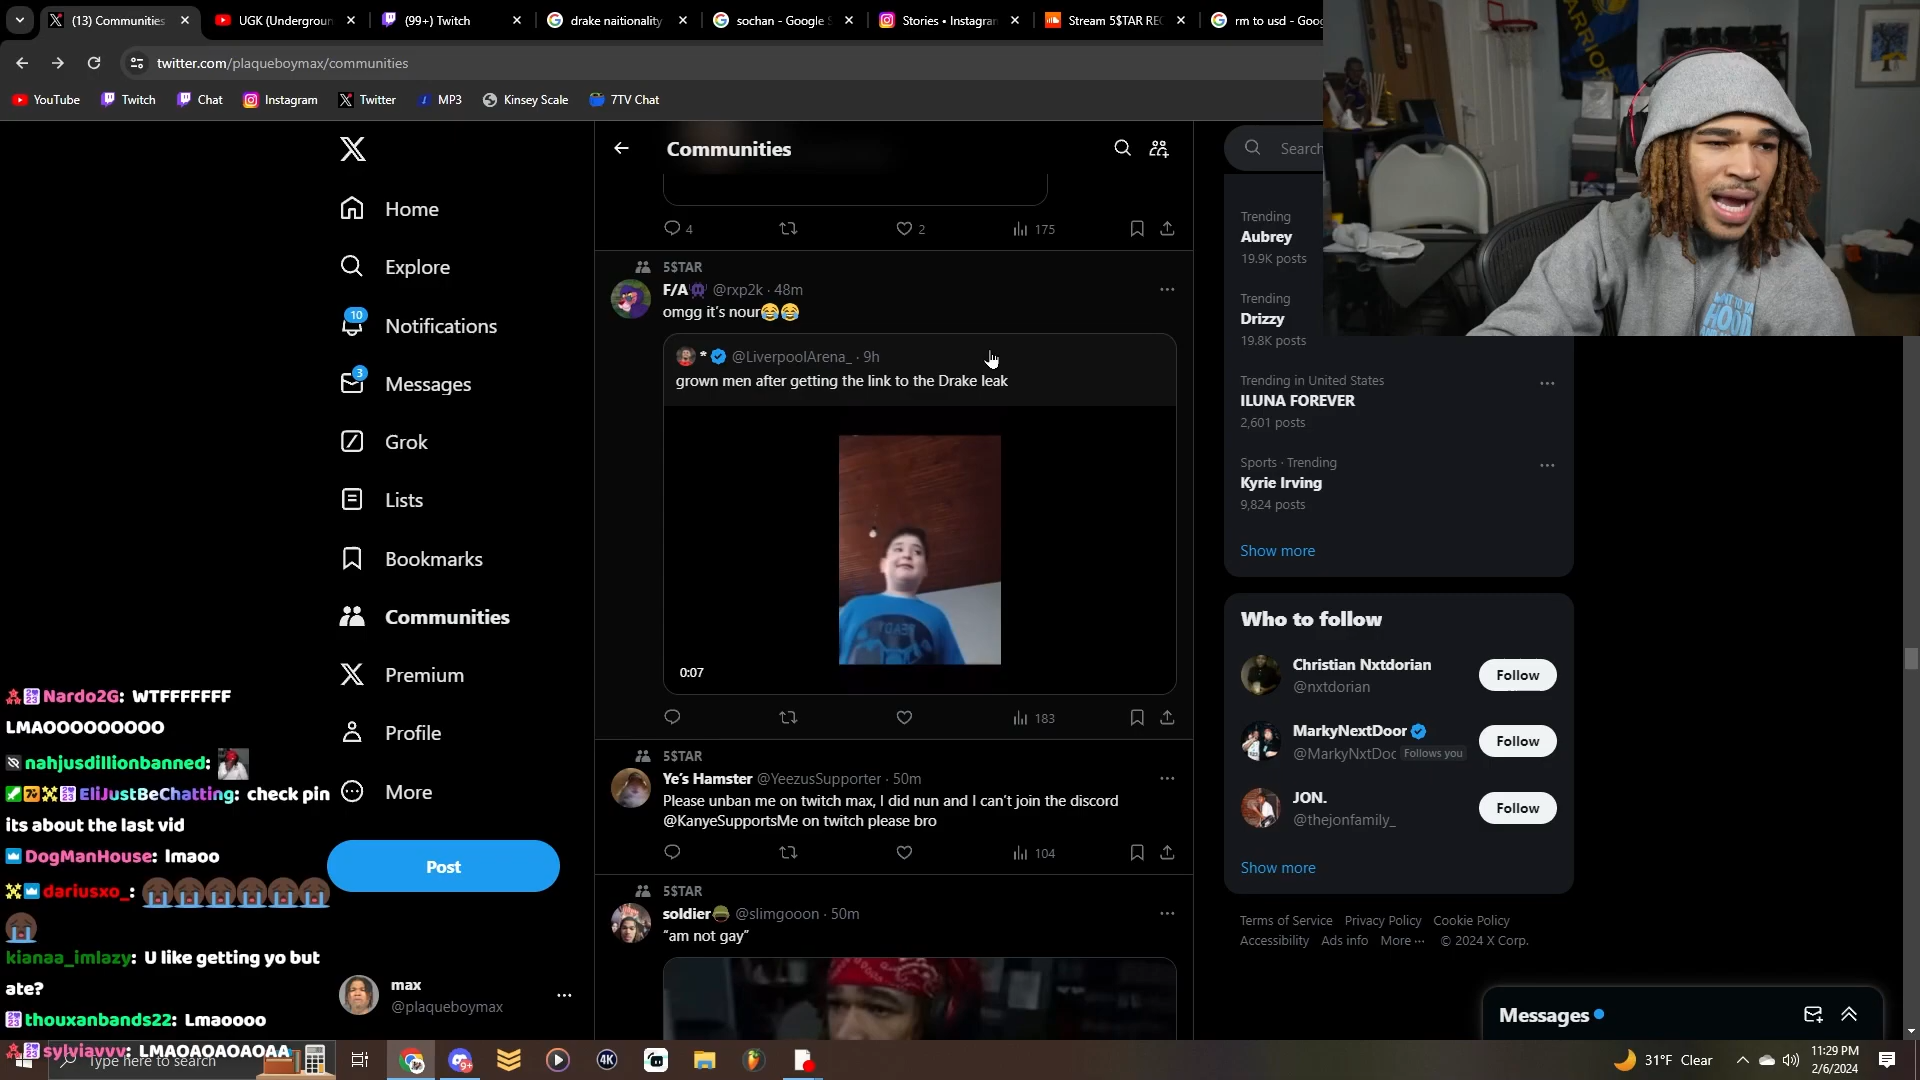 (13) Communities
UGK (Undergroun
(99+) Twitch
drake naitionality
sochan - Google S
Stories • Instagram
Stream 5$TAR REC
rm to usd - Goog
twitter.com/plaqueboymax/communities
YouTube
Twitch
Chat
Instagram
Twitter
MP3
Kinsey Scale
7TV Chat
Home
Explore
10
Notifications
3
Messages
Grok
Lists
Bookmarks
Communities
Premium
Profile
More
Post
max
@plaqueboymax
Communities
4
2
175
5$TAR
F/A @rxp2k · 48m
omgg it's nour😂😂
* @LiverpoolArena_ · 9h
grown men after getting the link to the Drake leak
0:07
183
5$TAR
Ye's Hamster @YeezusSupporter · 50m
Please unban me on twitch max, I did nun and I can't join the discord
@KanyeSupportsMe on twitch please bro
104
5$TAR
soldier @slimgooon · 50m
"am not gay"
Search
Trending
Aubrey
19.9K posts
Trending
Drizzy
19.8K posts
Trending in United States
ILUNA FOREVER
2,601 posts
Sports · Trending
Kyrie Irving
9,824 posts
Show more
Who to follow
Christian Nxtdorian
@nxtdorian
Follow
MarkyNextDoor
@MarkyNxtDoc Follows you
Follow
JON.
@thejonfamily_
Follow
Show more
Terms of Service Privacy Policy Cookie Policy
Accessibility Ads info More ··· © 2024 X Corp.
Messages
Nardo2G: WTFFFFFFF
LMAOOOOOOOOO
nahjusdillionbanned:
EliJustBeChatting: check pin
its about the last vid
DogManHouse: lmaoo
dariusxo_: 😭😭😭😭😭😭
😭
kianaa_imlazy: U like getting yo but
ate?
thouxanbands22: Lmaoooo
sylviavvv: LMAOAOAOAOAA
Type here to search
9+
4K
31°F Clear
11:29 PM
2/6/2024